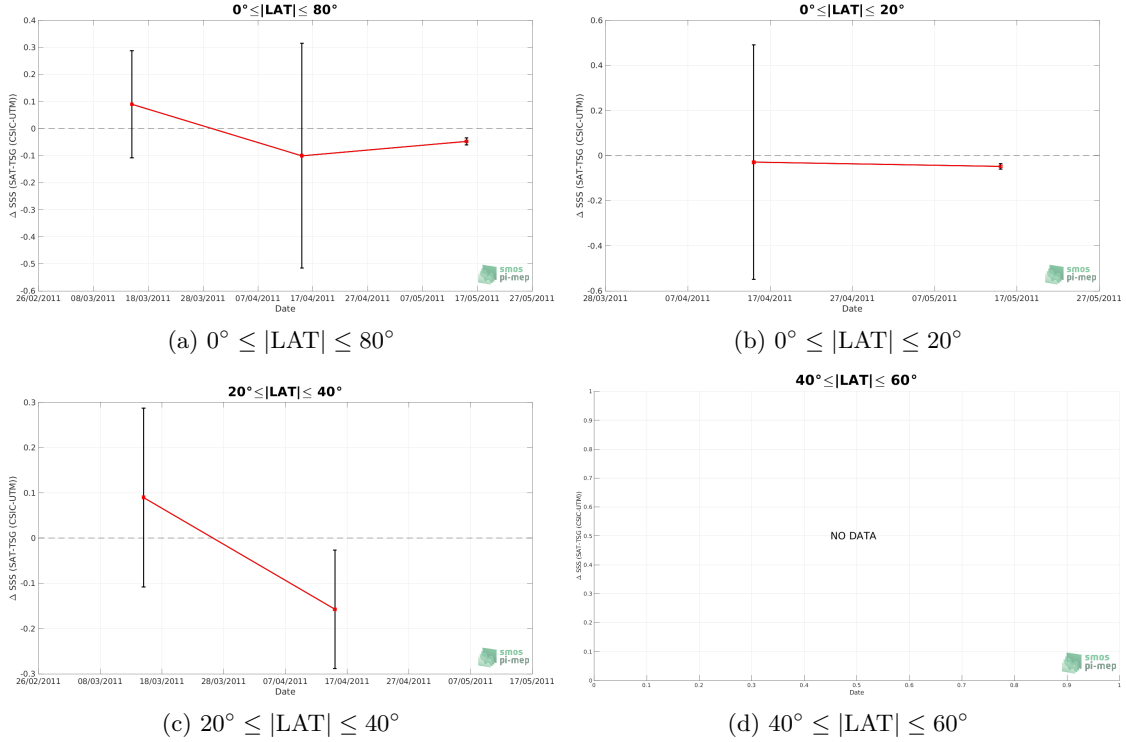 0°≤|LAT|≤ 80°
0.4
0.3
0.2
0.1
0
-0.1
-0.2
-0.3
-0.4
-0.5
-0.6
Δ SSS (SAT-TSG (CSIC-UTM))
26/02/2011 08/03/2011 18/03/2011 28/03/2011 07/04/2011 17/04/2011 27/04/2011 07/05/2011 17/05/2011 27/05/2011
Date
smos
pi-mep
(a) 0° ≤ |LAT| ≤ 80°
0°≤|LAT|≤ 20°
0.6
0.4
0.2
0
-0.2
-0.4
-0.6
Δ SSS (SAT-TSG (CSIC-UTM))
28/03/2011 07/04/2011 17/04/2011 27/04/2011 07/05/2011 17/05/2011 27/05/2011
Date
smos
pi-mep
(b) 0° ≤ |LAT| ≤ 20°
20°≤|LAT|≤ 40°
0.3
0.2
0.1
0
-0.1
-0.2
-0.3
Δ SSS (SAT-TSG (CSIC-UTM))
26/02/2011 08/03/2011 18/03/2011 28/03/2011 07/04/2011 17/04/2011 27/04/2011 07/05/2011 17/05/2011
Date
smos
pi-mep
(c) 20° ≤ |LAT| ≤ 40°
40°≤|LAT|≤ 60°
1
0.9
0.8
0.7
0.6
0.5
0.4
0.3
0.2
0.1
0
Δ SSS (SAT-TSG (CSIC-UTM))
NO DATA
0 0.1 0.2 0.3 0.4 0.5 0.6 0.7 0.8 0.9 1
Date
smos
pi-mep
(d) 40° ≤ |LAT| ≤ 60°